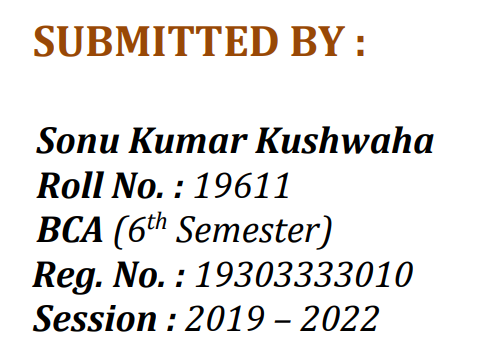 SUBMITTED BY :
Sonu Kumar Kushwaha
Roll No. : 19611
BCA (6th Semester)
Reg. No. : 19303333010
Session : 2019 – 2022